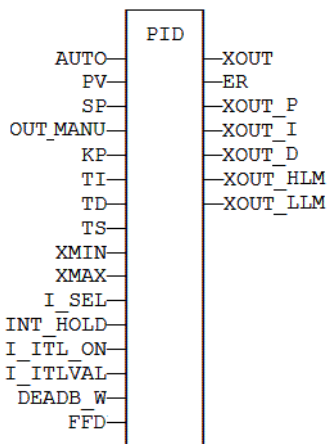 PID
AUTO XOUT
PV ER
SP XOUT_P
OUT_MANU XOUT_I
KP XOUT_D
TI XOUT_HLM
TD XOUT_LLM
TS
XMIN
XMAX
I_SEL
INT_HOLD
I_ITL_ON
I_ITLVAL
DEADB_W
FFD